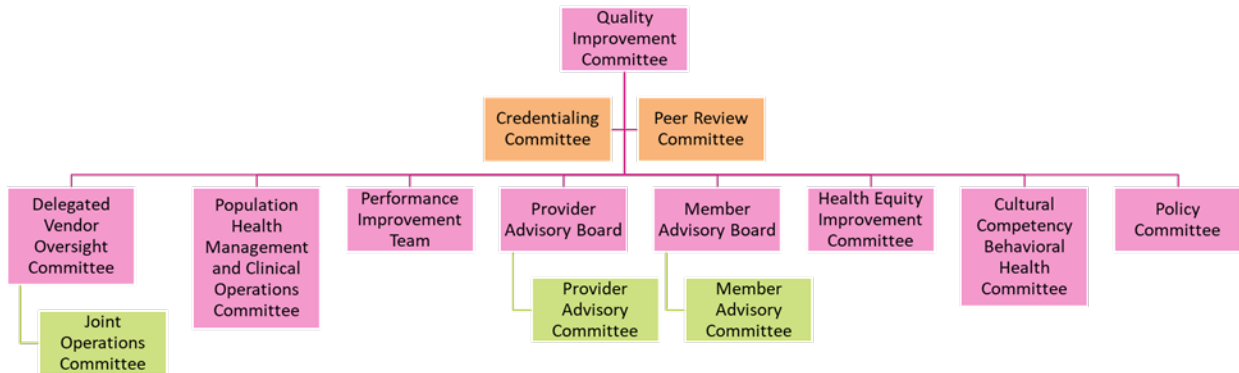 Quality
Improvement
Committee
Credentialing
Committee
Peer Review
Committee
Delegated
Vendor
Oversight
Committee
Population
Health
Management
and Clinical
Operations
Committee
Performance
Improvement
Team
Provider
Advisory Board
Member
Advisory Board
Health Equity
Improvement
Committee
Cultural
Competency
Behavioral
Health
Committee
Policy
Committee
Joint
Operations
Committee
Provider
Advisory
Committee
Member
Advisory
Committee